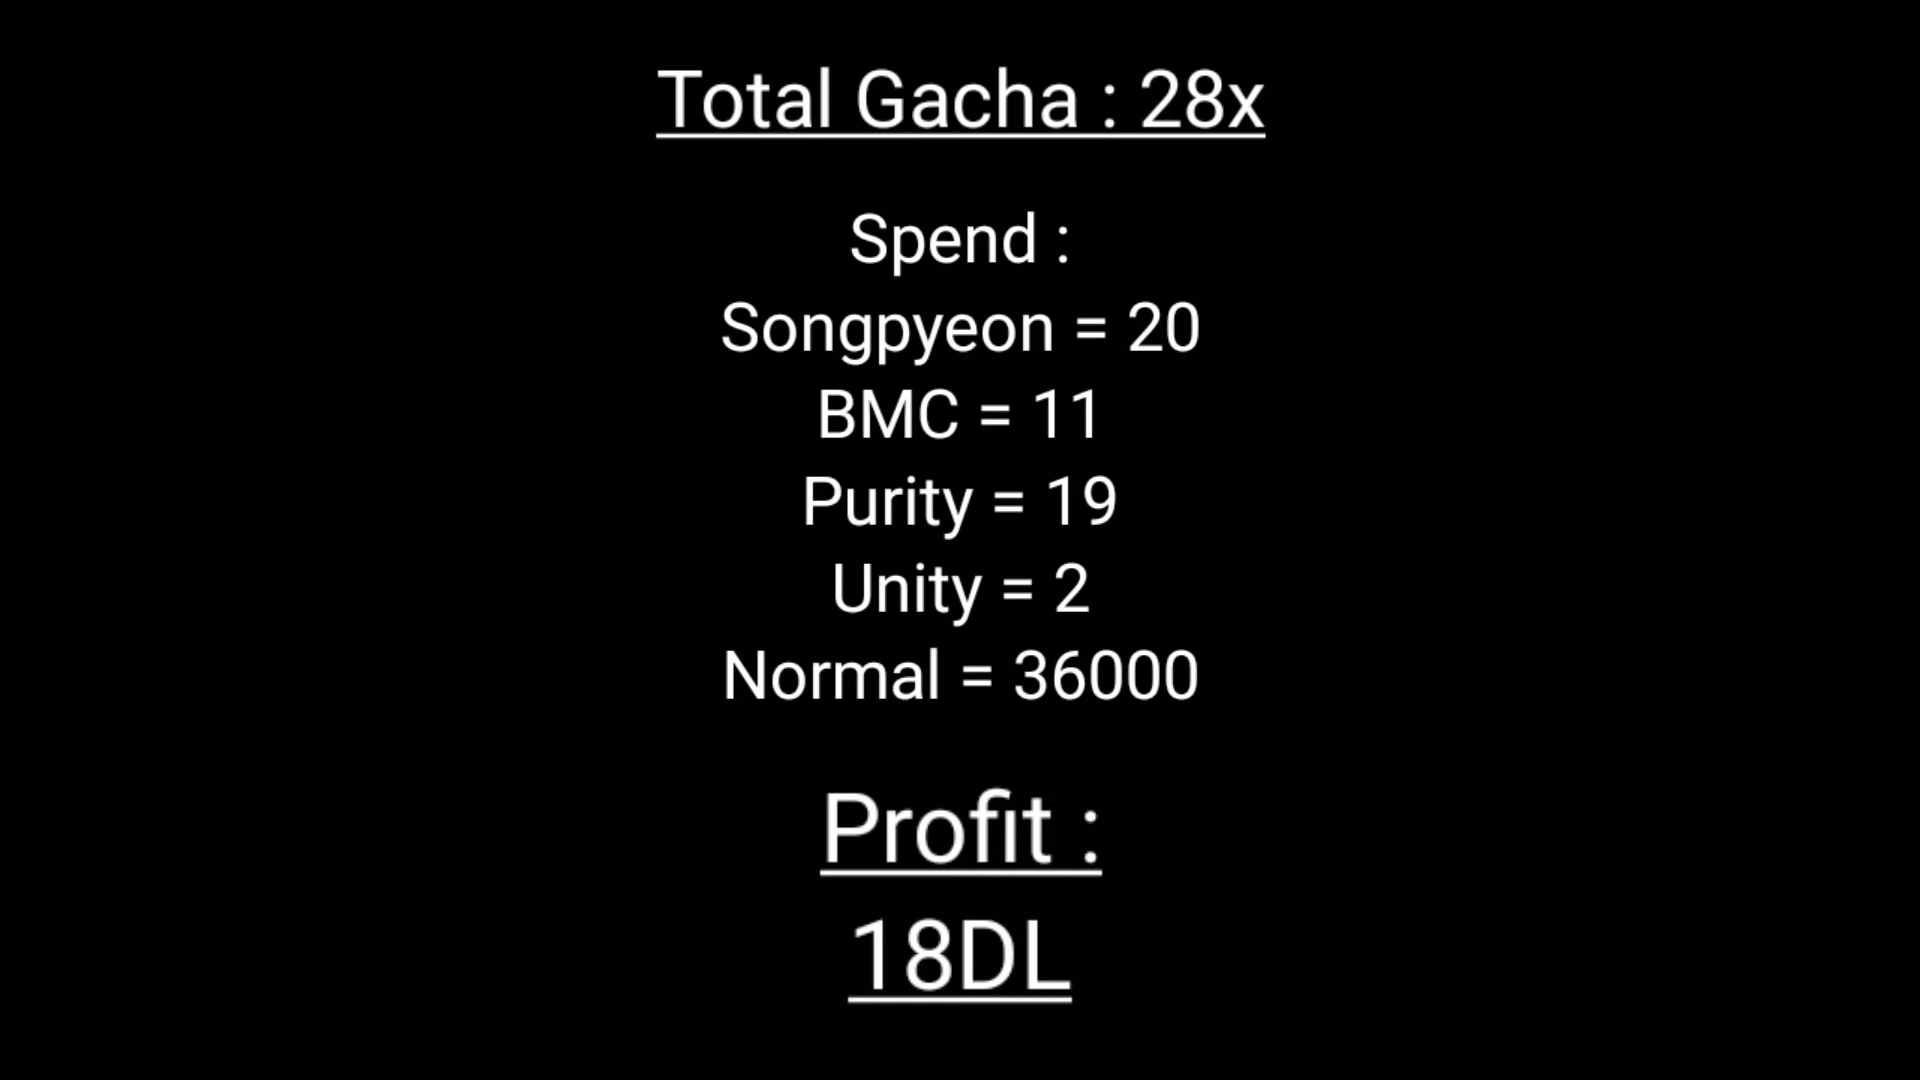 Total Gacha : 28x
Spend :
Songpyeon = 20
BMC = 11
Purity = 19
Unity = 2
Normal = 36000
Profit :
18DL